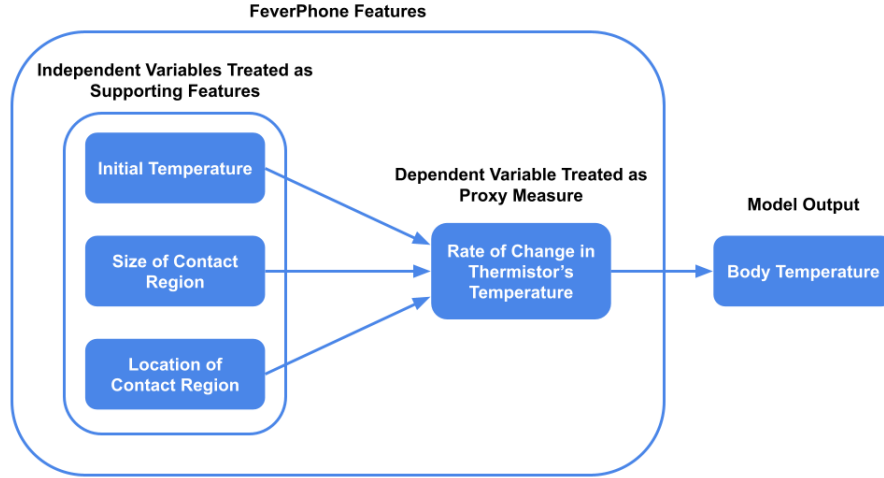 FeverPhone Features
Independent Variables Treated as
Supporting Features
Initial Temperature
Size of Contact
Region
Location of
Contact Region
Dependent Variable Treated as
Proxy Measure
Rate of Change in
Thermistor's
Temperature
Model Output
Body Temperature